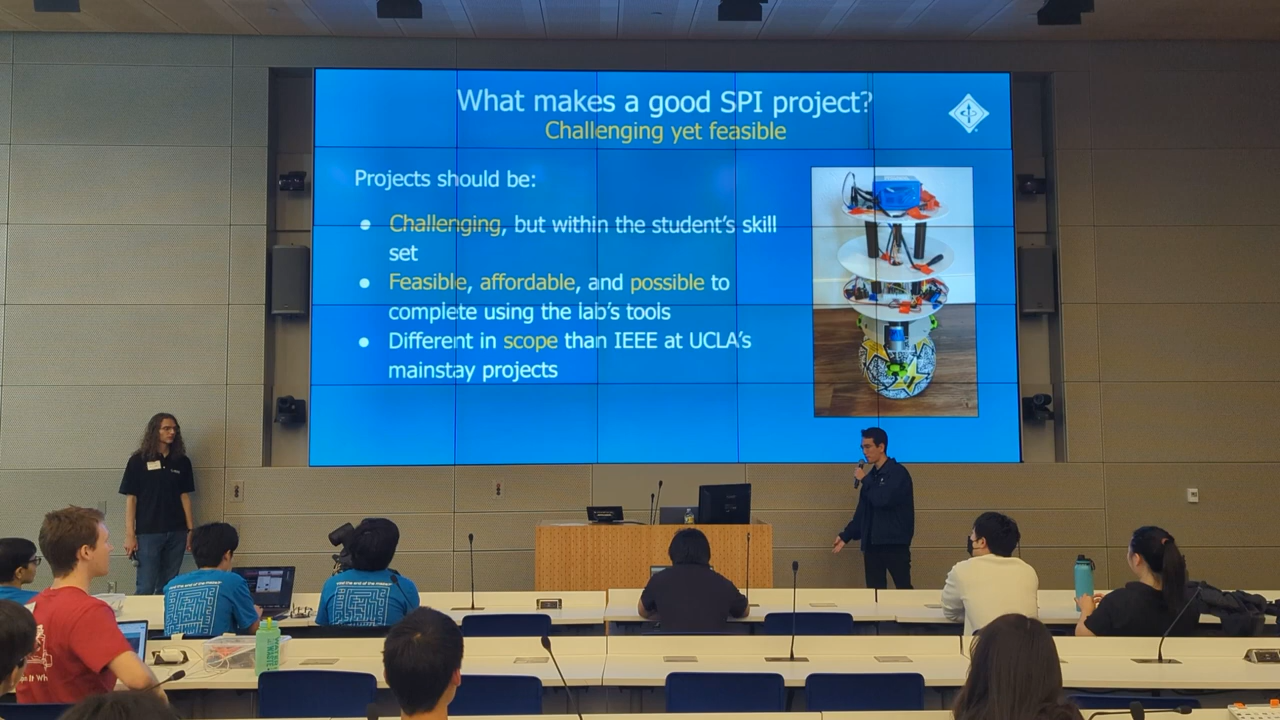 What makes a good SPI project?
Challenging yet feasible
Projects should be:
● Challenging, but within the student's skill
set
● Feasible, affordable, and possible to
complete using the lab's tools
● Different in scope than IEEE at UCLA's
mainstay projects